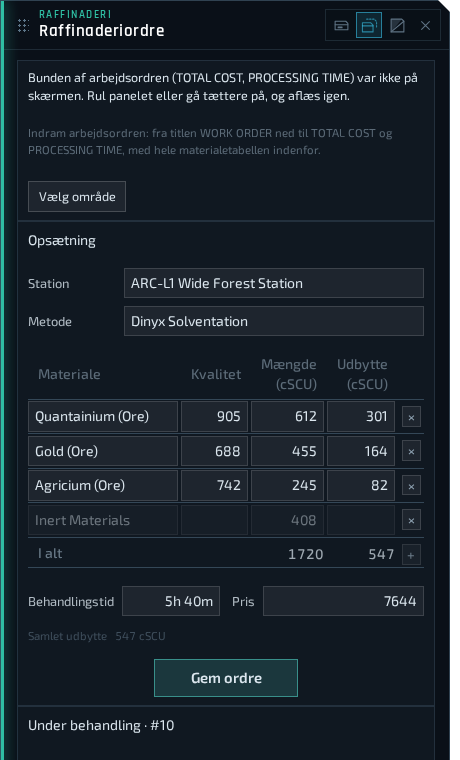 RAFFINADERI
Raffinaderiordre
Bunden af arbejdsordren (TOTAL COST, PROCESSING TIME) var ikke på
skærmen. Rul panelet eller gå tættere på, og aflæs igen.
Indram arbejdsordren: fra titlen WORK ORDER ned til TOTAL COST og
PROCESSING TIME, med hele materialetabellen indenfor.
Vælg område
Opsætning
Station ARC-L1 Wide Forest Station
Metode Dinyx Solventation
Materiale Kvalitet Mængde (cSCU) Udbytte (cSCU)
Quantainium (Ore) 905 612 301 ×
Gold (Ore) 688 455 164 ×
Agricium (Ore) 742 245 82 ×
Inert Materials 408 ×
I alt 1720 547 +
Behandlingstid 5h 40m Pris 7644
Samlet udbytte 547 cSCU
Gem ordre
Under behandling · #10